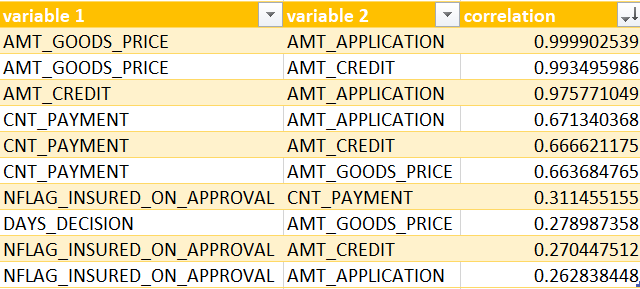 variable 1 variable 2 correlation
AMT_GOODS_PRICE AMT_APPLICATION 0.999902539
AMT_GOODS_PRICE AMT_CREDIT 0.993495986
AMT_CREDIT AMT_APPLICATION 0.975771049
CNT_PAYMENT AMT_APPLICATION 0.671340368
CNT_PAYMENT AMT_CREDIT 0.666621175
CNT_PAYMENT AMT_GOODS_PRICE 0.663684765
NFLAG_INSURED_ON_APPROVAL CNT_PAYMENT 0.311455155
DAYS_DECISION AMT_GOODS_PRICE 0.278987358
NFLAG_INSURED_ON_APPROVAL AMT_CREDIT 0.270447512
NFLAG_INSURED_ON_APPROVAL AMT_APPLICATION 0.262838448